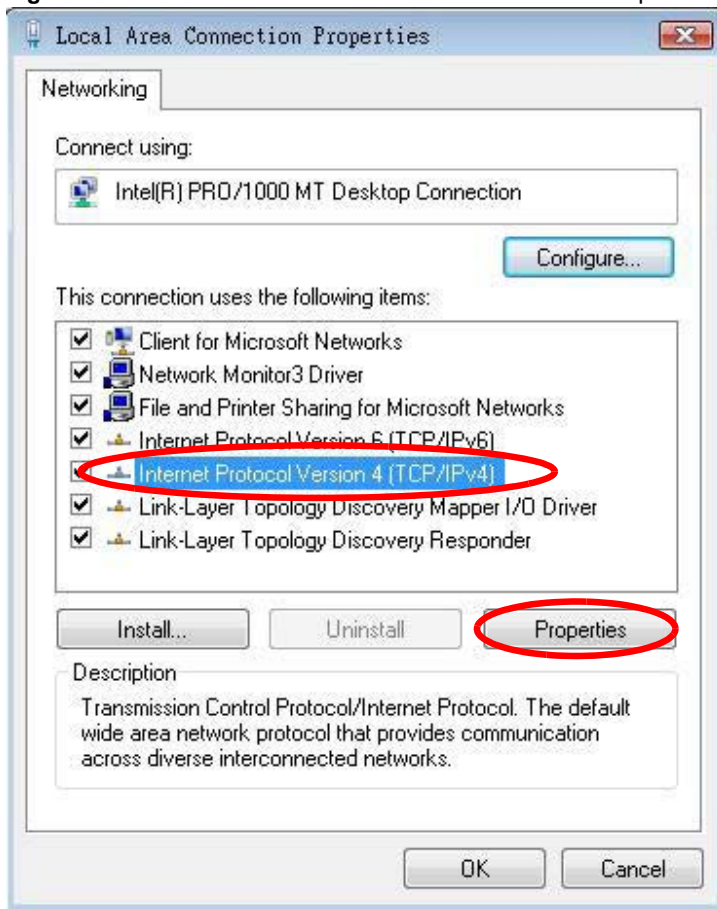 Local Area Connection Properties
Networking
Connect using:
Intel(R) PRO/1000 MT Desktop Connection
Configure...
This connection uses the following items:
Client for Microsoft Networks
Network Monitor3 Driver
File and Printer Sharing for Microsoft Networks
Internet Protocol Version 6 (TCP/IPv6)
Internet Protocol Version 4 (TCP/IPv4)
Link-Layer Topology Discovery Mapper I/O Driver
Link-Layer Topology Discovery Responder
Install... Uninstall Properties
Description
Transmission Control Protocol/Internet Protocol. The default
wide area network protocol that provides communication
across diverse interconnected networks.
OK Cancel